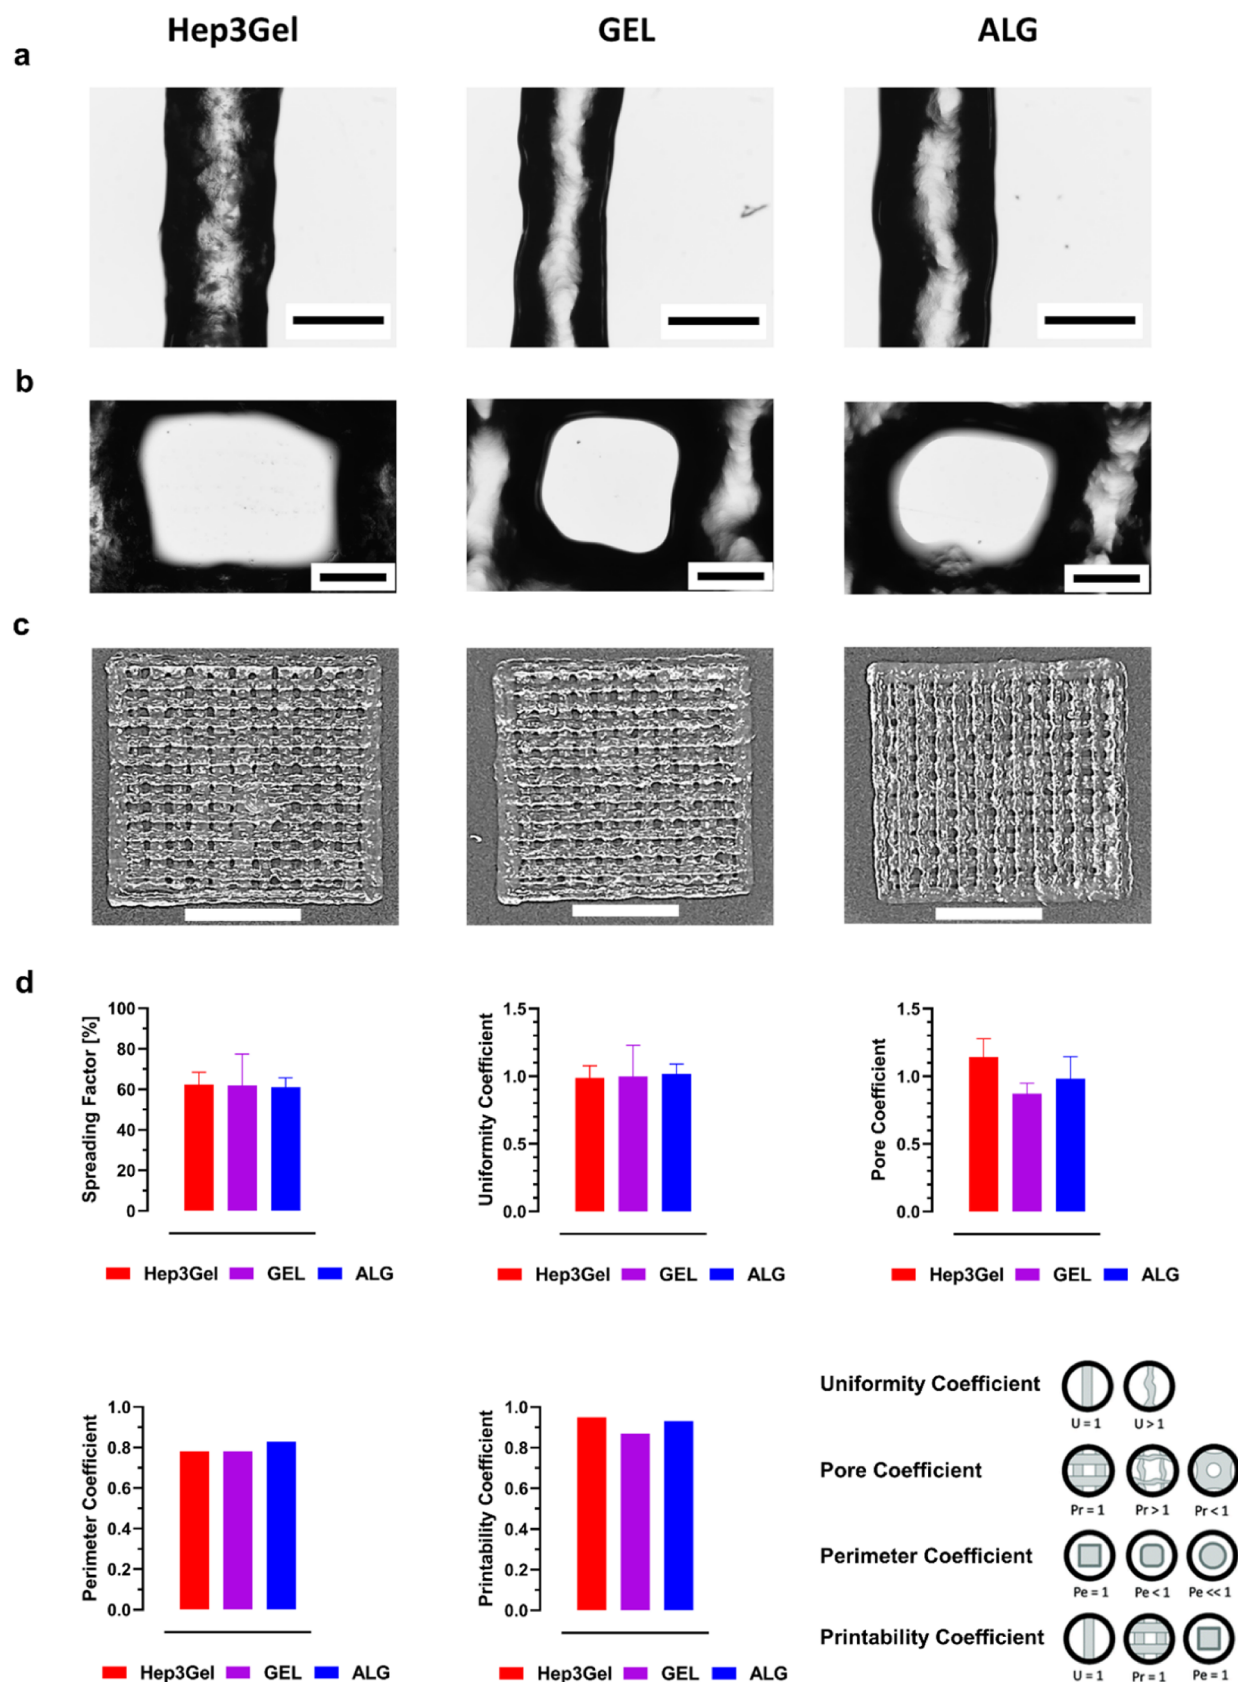 Hep3Gel GEL ALG
a
b
c
d
Spreading Factor [%]
100
80
60
40
20
0
Hep3Gel GEL ALG
Uniformity Coefficient
1.5
1.0
0.5
0.0
Hep3Gel GEL ALG
Pore Coefficient
1.5
1.0
0.5
0.0
Hep3Gel GEL ALG
Perimeter Coefficient
1.0
0.8
0.6
0.4
0.2
0.0
Hep3Gel GEL ALG
Printability Coefficient
1.0
0.8
0.6
0.4
0.2
0.0
Hep3Gel GEL ALG
Uniformity Coefficient
U = 1 U > 1
Pore Coefficient
Pr = 1 Pr > 1 Pr < 1
Perimeter Coefficient
Pe = 1 Pe < 1 Pe << 1
Printability Coefficient
U = 1 Pr = 1 Pe = 1